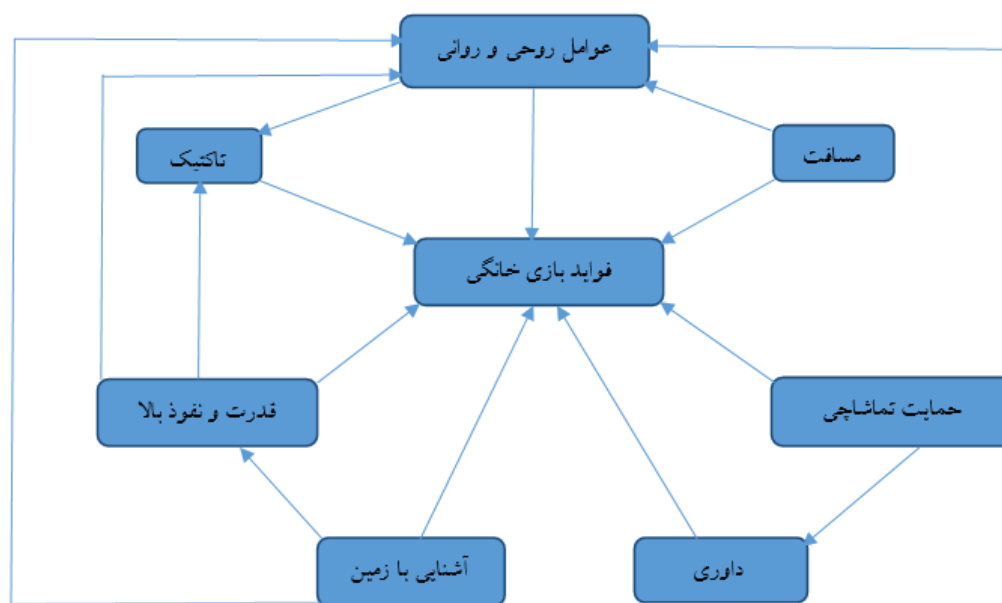 عوامل روحی و روانی
مسافت
تاکتیک
فواید بازی خانگی
حمایت تماشاچی
قدرت و نفوذ بالا
داوری
آشنایی با زمین